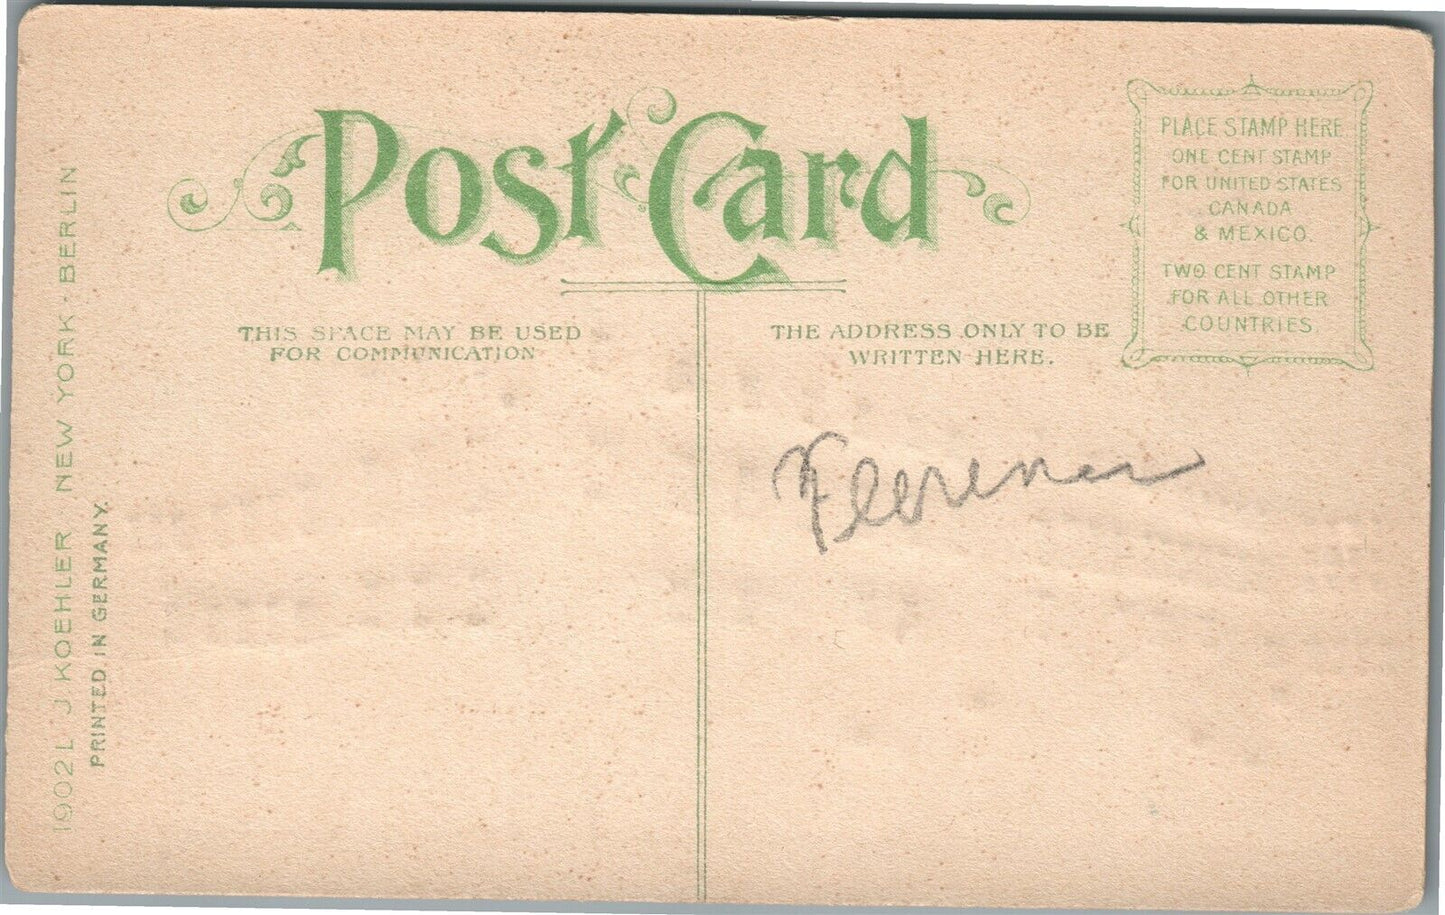 Post Card
THIS SPACE MAY BE USED
FOR COMMUNICATION
THE ADDRESS ONLY TO BE
WRITTEN HERE.
PLACE STAMP HERE
ONE CENT STAMP
FOR UNITED STATES
CANADA
& MEXICO.
TWO CENT STAMP
FOR ALL OTHER
COUNTRIES.
Florence
1902L J. KOEHLER · NEW YORK · BERLIN
PRINTED IN GERMANY.